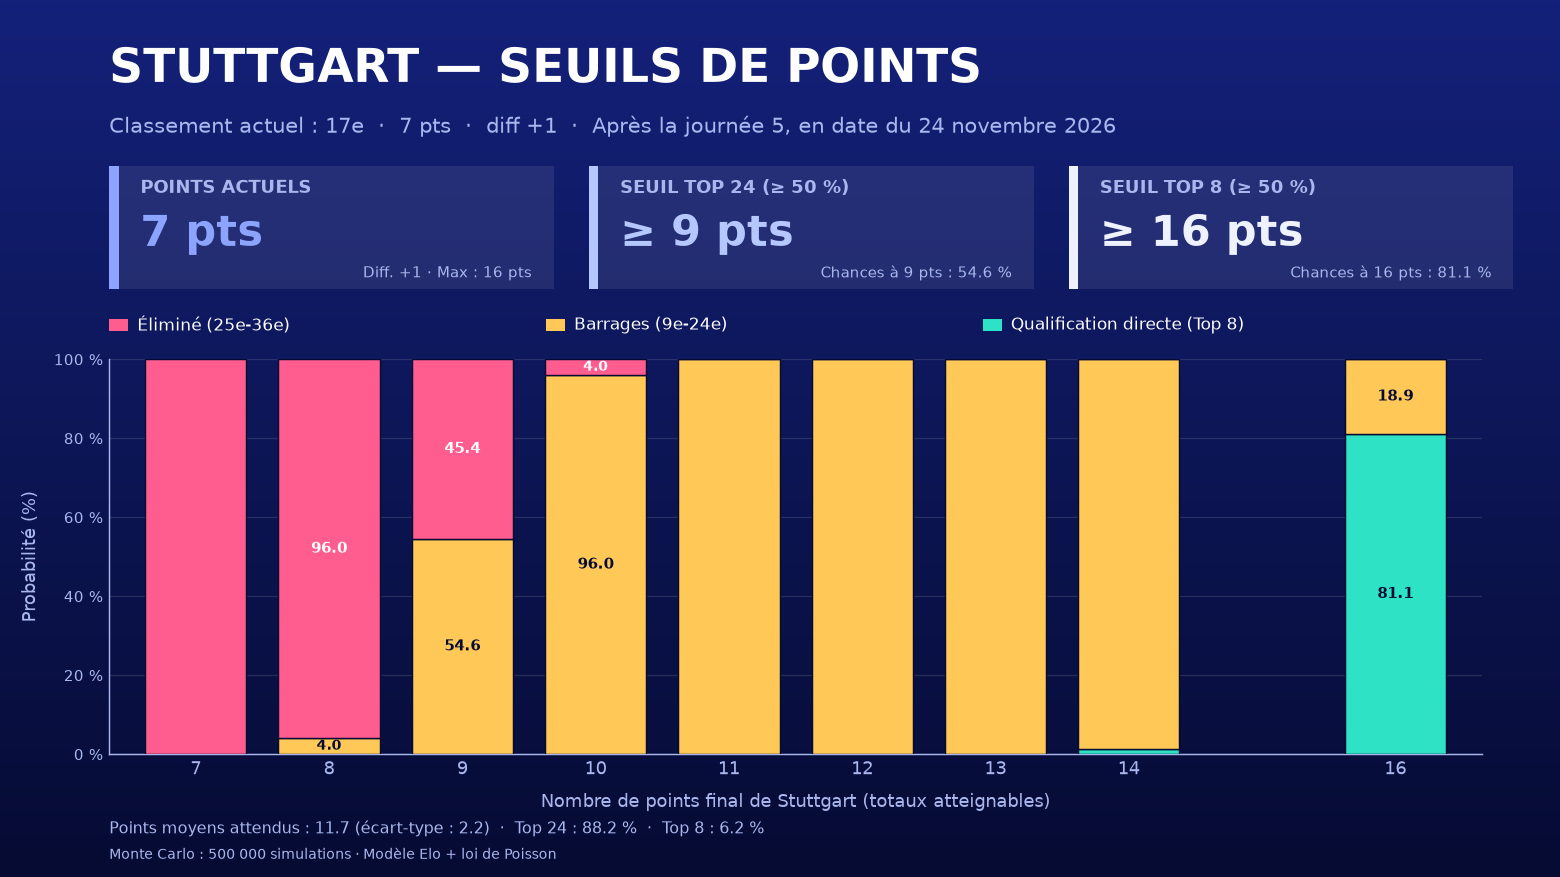 STUTTGART — SEUILS DE POINTS
Classement actuel : 17e · 7 pts · diff +1 · Après la journée 5, en date du 24 novembre 2026
POINTS ACTUELS
7 pts
Diff. +1 · Max : 16 pts
SEUIL TOP 24 (≥ 50 %)
≥ 9 pts
Chances à 9 pts : 54.6 %
SEUIL TOP 8 (≥ 50 %)
≥ 16 pts
Chances à 16 pts : 81.1 %
Éliminé (25e-36e)
Barrages (9e-24e)
Qualification directe (Top 8)
Probabilité (%)
100 %
80 %
60 %
40 %
20 %
0 %
96.0
4.0
45.4
54.6
4.0
96.0
18.9
81.1
7 8 9 10 11 12 13 14 16
Nombre de points final de Stuttgart (totaux atteignables)
Points moyens attendus : 11.7 (écart-type : 2.2) · Top 24 : 88.2 % · Top 8 : 6.2 %
Monte Carlo : 500 000 simulations · Modèle Elo + loi de Poisson